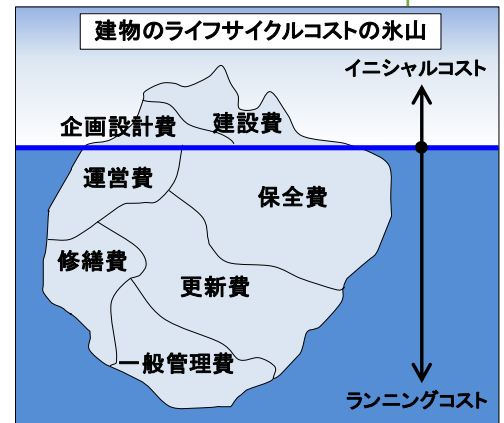 建物のライフサイクルコストの氷山
イニシャルコスト
企画設計費
建設費
運営費
保全費
修繕費
更新費
一般管理費
ランニングコスト